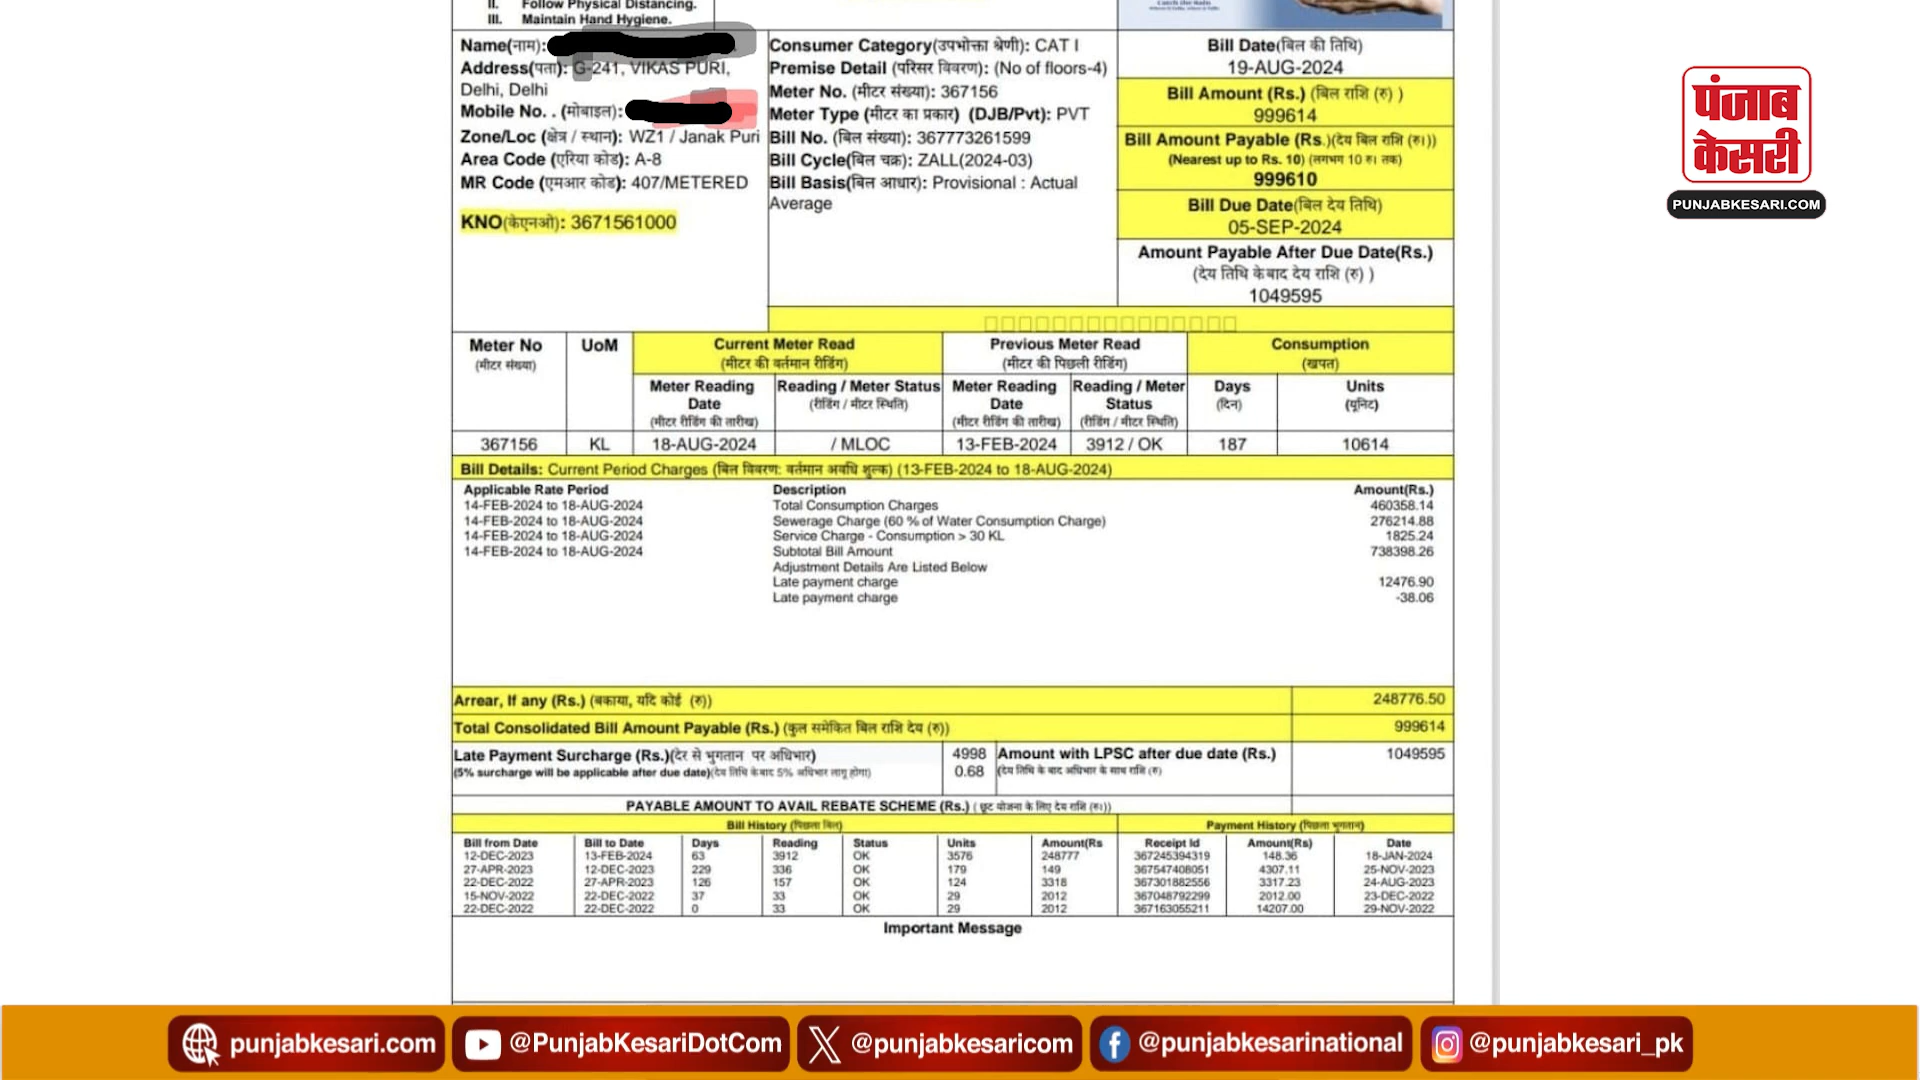 II. Follow Physical Distancing.
III. Maintain Hand Hygiene.
Name(नाम):
Address(पता): G-241, VIKAS PURI,
Delhi, Delhi
Mobile No. . (मोबाइल):
Zone/Loc (क्षेत्र / स्थान): WZ1 / Janak Puri
Area Code (एरिया कोड): A-8
MR Code (एमआर कोड): 407/METERED
KNO(केएनओ): 3671561000
Consumer Category(उपभोक्ता श्रेणी): CAT I
Premise Detail (परिसर विवरण): (No of floors-4)
Meter No. (मीटर संख्या): 367156
Meter Type (मीटर का प्रकार) (DJB/Pvt): PVT
Bill No. (बिल संख्या): 367773261599
Bill Cycle(बिल चक्र): ZALL(2024-03)
Bill Basis(बिल आधार): Provisional : Actual
Average
Bill Date(बिल की तिथि)
19-AUG-2024
Bill Amount (Rs.) (बिल राशि (रु) )
999614
Bill Amount Payable (Rs.)(देय बिल राशि (रु।))
(Nearest up to Rs. 10) (लगभग 10 रु। तक)
999610
Bill Due Date(बिल देय तिथि)
05-SEP-2024
Amount Payable After Due Date(Rs.)
(देय तिथि के बाद देय राशि (रु) )
1049595
पंजाब
केसरी
PUNJABKESARI.COM
Meter No UoM Current Meter Read Previous Meter Read Consumption
(मीटर संख्या) (मीटर की वर्तमान रीडिंग) (मीटर की पिछली रीडिंग) (खपत)
Meter Reading Reading / Meter Status Meter Reading Reading / Meter Days Units
Date (रीडिंग / मीटर स्थिति) Date Status (दिन) (यूनिट)
(मीटर रीडिंग की तारीख) (मीटर रीडिंग की तारीख) (रीडिंग / मीटर स्थिति)
367156 KL 18-AUG-2024 / MLOC 13-FEB-2024 3912 / OK 187 10614
Bill Details: Current Period Charges (बिल विवरण: वर्तमान अवधि शुल्क) (13-FEB-2024 to 18-AUG-2024)
Applicable Rate Period Description Amount(Rs.)
14-FEB-2024 to 18-AUG-2024 Total Consumption Charges 460358.14
14-FEB-2024 to 18-AUG-2024 Sewerage Charge (60 % of Water Consumption Charge) 276214.88
14-FEB-2024 to 18-AUG-2024 Service Charge - Consumption > 30 KL 1825.24
14-FEB-2024 to 18-AUG-2024 Subtotal Bill Amount 738398.26
Adjustment Details Are Listed Below
Late payment charge 12476.90
Late payment charge -38.06
Arrear, If any (Rs.) (बकाया, यदि कोई (रु)) 248776.50
Total Consolidated Bill Amount Payable (Rs.) (कुल समेकित बिल राशि देय (रु)) 999614
Late Payment Surcharge (Rs.)(देर से भुगतान पर अधिभार) 4998 Amount with LPSC after due date (Rs.) 1049595
(5% surcharge will be applicable after due date)(देय तिथि के बाद 5% अधिभार लागू होगा) 0.68 (देय तिथि के बाद अधिभार के साथ राशि (रु)
PAYABLE AMOUNT TO AVAIL REBATE SCHEME (Rs.) ( छूट योजना के लिए देय राशि (रु।))
Bill History (पिछला बिल) Payment History (पिछला भुगतान)
Bill from Date Bill to Date Days Reading Status Units Amount(Rs Receipt Id Amount(Rs) Date
12-DEC-2023 13-FEB-2024 63 3912 OK 3576 248777 367245394319 148.36 18-JAN-2024
27-APR-2023 12-DEC-2023 229 336 OK 179 149 367547408051 4307.11 25-NOV-2023
22-DEC-2022 27-APR-2023 126 157 OK 124 3318 367301882556 3317.23 24-AUG-2023
15-NOV-2022 22-DEC-2022 37 33 OK 29 2012 367048792299 2012.00 23-DEC-2022
22-DEC-2022 22-DEC-2022 0 33 OK 29 2012 367163055211 14207.00 29-NOV-2022
Important Message
punjabkesari.com @PunjabKesariDotCom @punjabkesaricom @punjabkesarinational @punjabkesari_pk